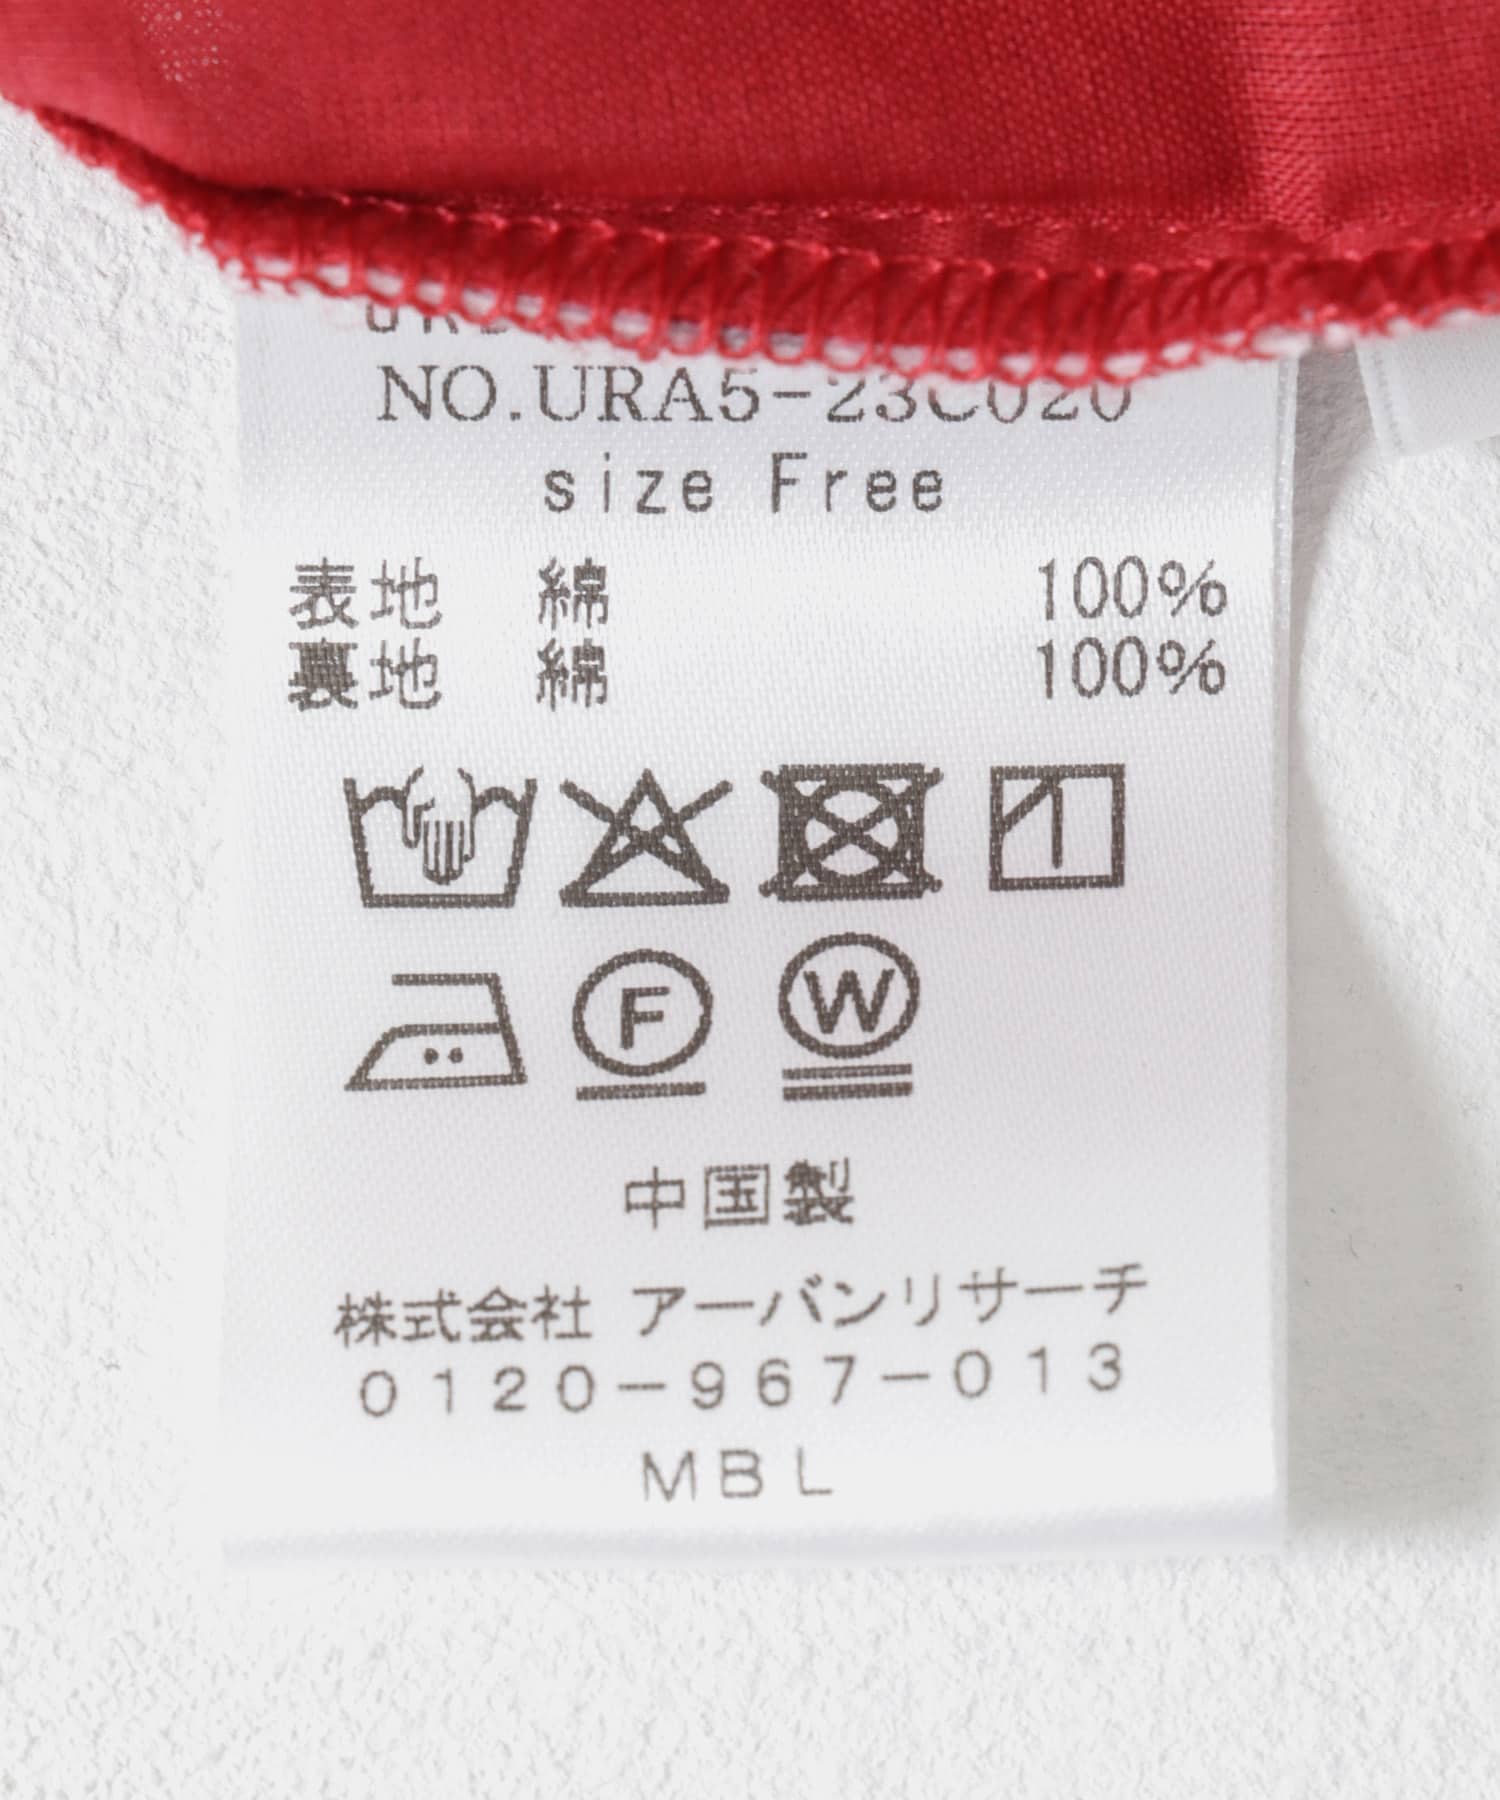 NO.URA5-23C020
size Free
表地 綿 100%
裏地 綿 100%
F W
中国製
株式会社 アーバンリサーチ
0120-967-013
MBL